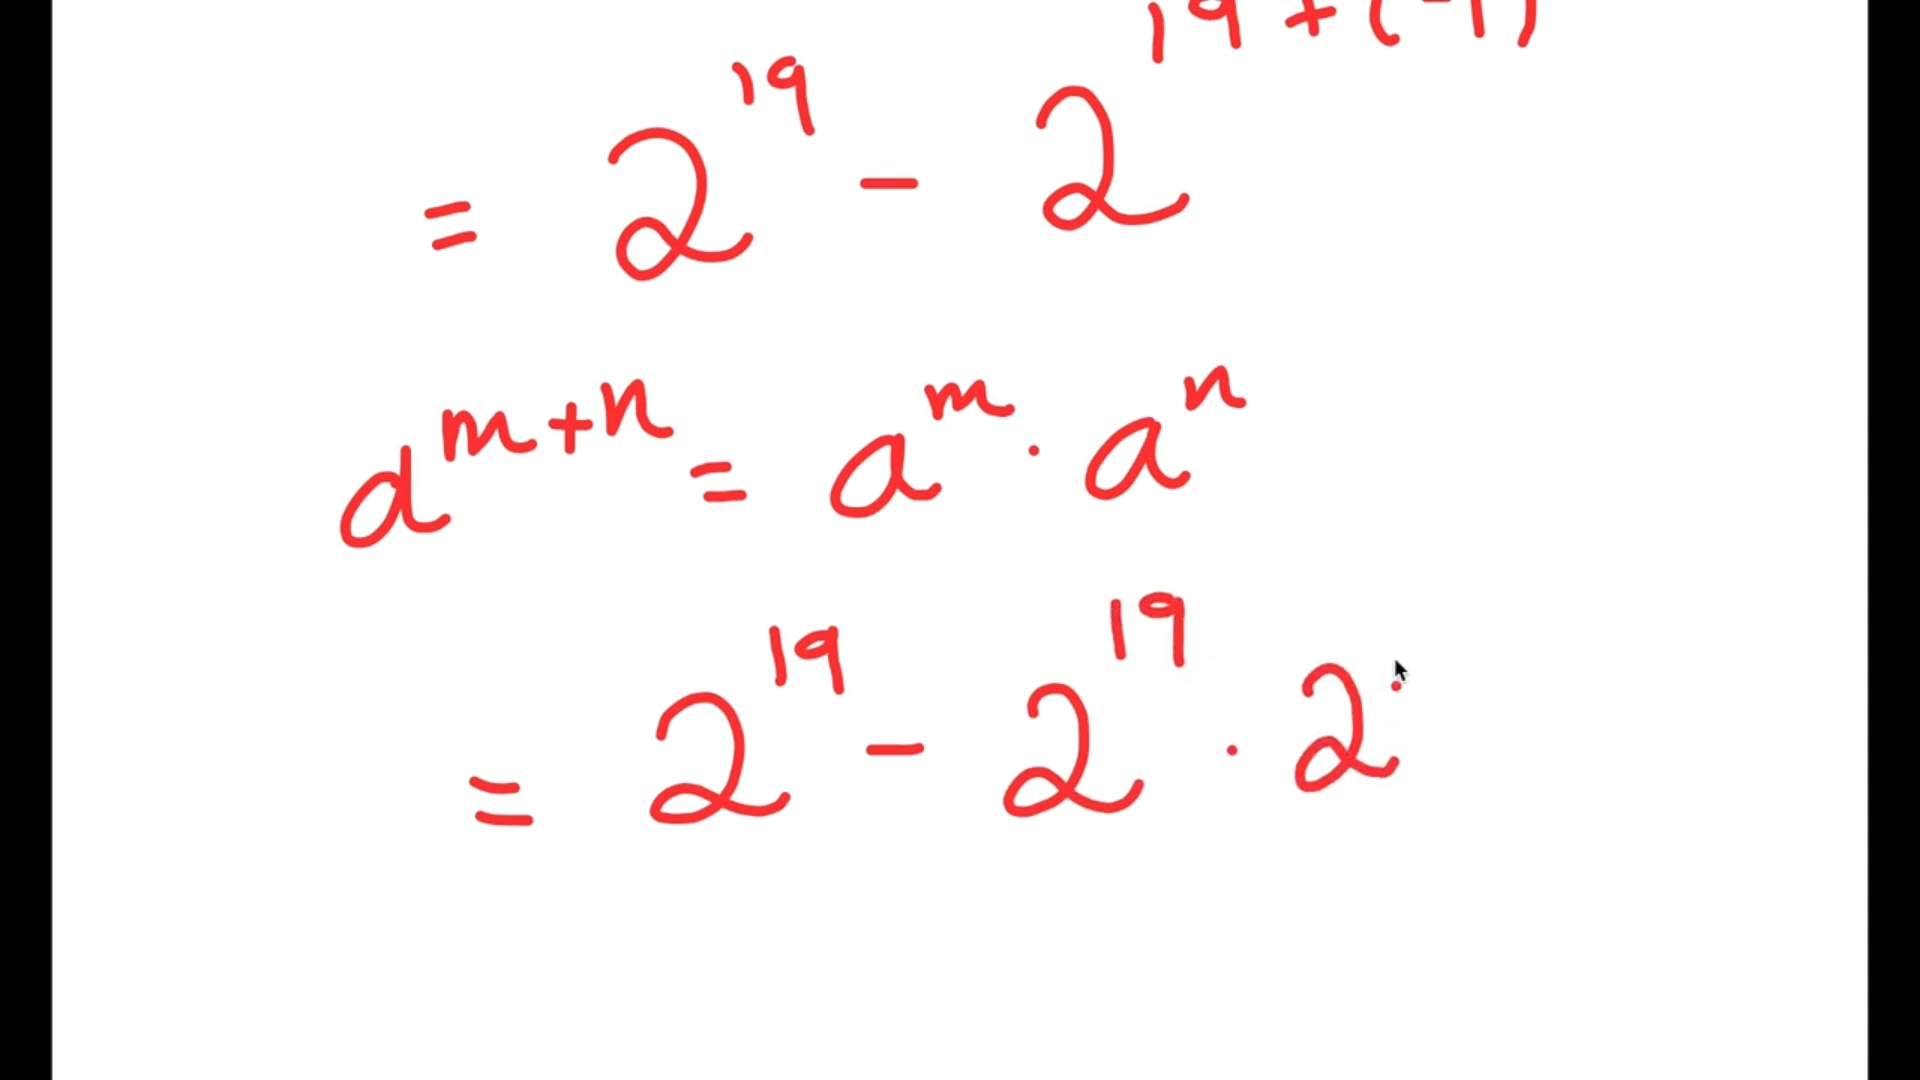 = 2^19 - 2^19+(-1)
a^m+n = a^m · a^n
= 2^19 - 2^19 · 2